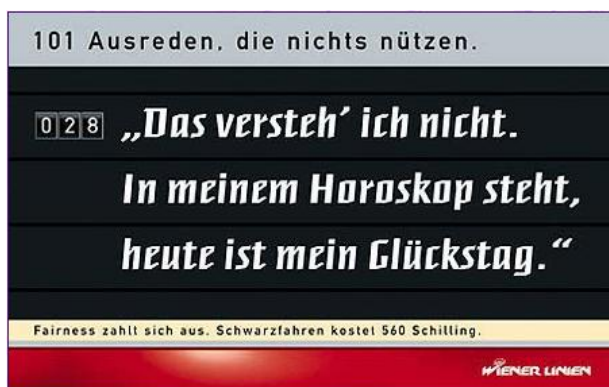 101 Ausreden, die nichts nützen.
028 „Das versteh’ ich nicht.
In meinem Horoskop steht,
heute ist mein Glückstag.“
Fairness zahlt sich aus. Schwarzfahren kostet 560 Schilling.
WIENER LINIEN